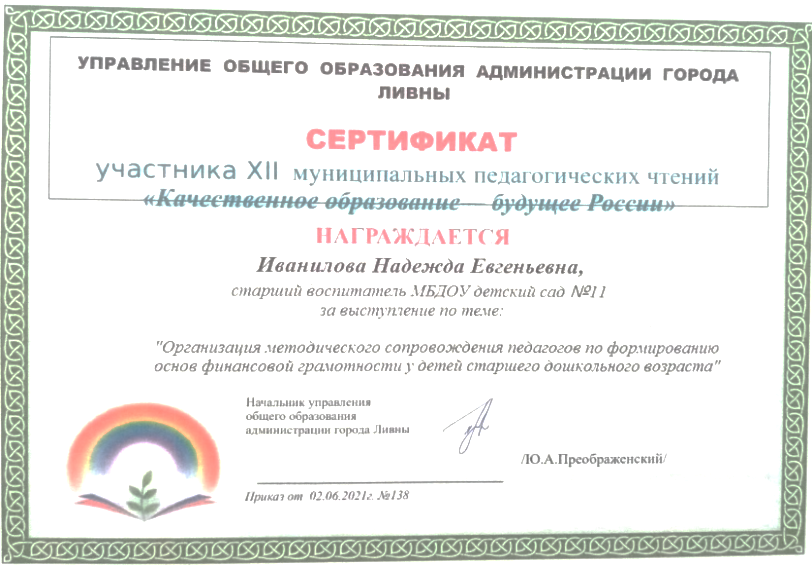 УПРАВЛЕНИЕ ОБЩЕГО ОБРАЗОВАНИЯ АДМИНИСТРАЦИИ ГОРОДА
ЛИВНЫ
СЕРТИФИКАТ
участника XII муниципальных педагогических чтений
«Качественное образование — будущее России»
НАГРАЖДАЕТСЯ
Иванилова Надежда Евгеньевна,
старший воспитатель МБДОУ детский сад №11
за выступление по теме:
"Организация методического сопровождения педагогов по формированию
основ финансовой грамотности у детей старшего дошкольного возраста"
Начальник управления
общего образования
администрации города Ливны
/Ю.А.Преображенский/
Приказ от 02.06.2021г. №138